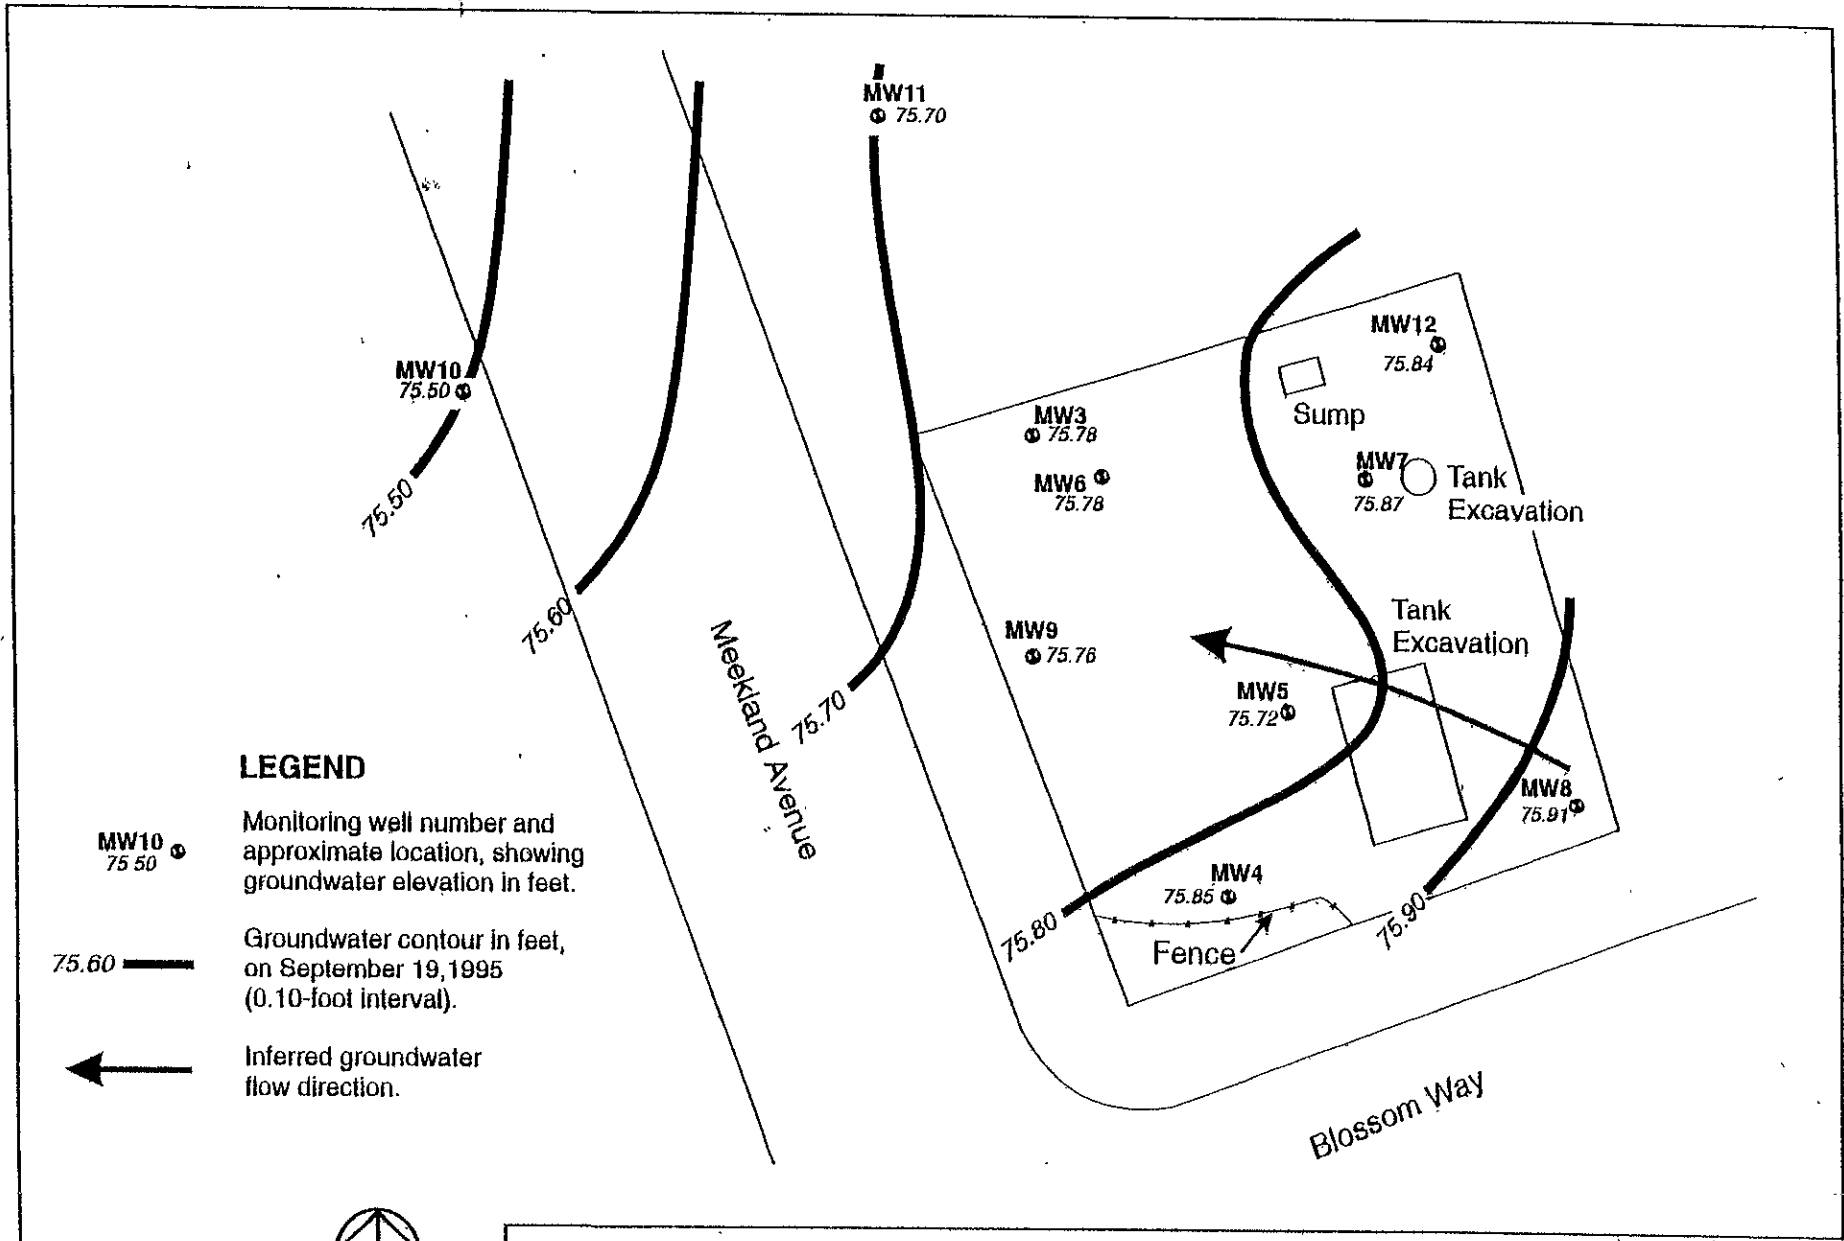 MW11
75.70
MW12
75.84
MW10
75.50
Sump
MW3
75.78
MW6
75.78
MW7
75.87
Tank
Excavation
75.50
75.60
Tank
Excavation
MW9
75.76
Meekland Avenue
MW5
75.72
75.70
MW8
75.91
MW4
75.85
75.80
Fence
75.90
Blossom Way
LEGEND
MW10
75 50
Monitoring well number and
approximate location, showing
groundwater elevation in feet.
75.60
Groundwater contour in feet,
on September 19,1995
(0.10-foot interval).
Inferred groundwater
flow direction.